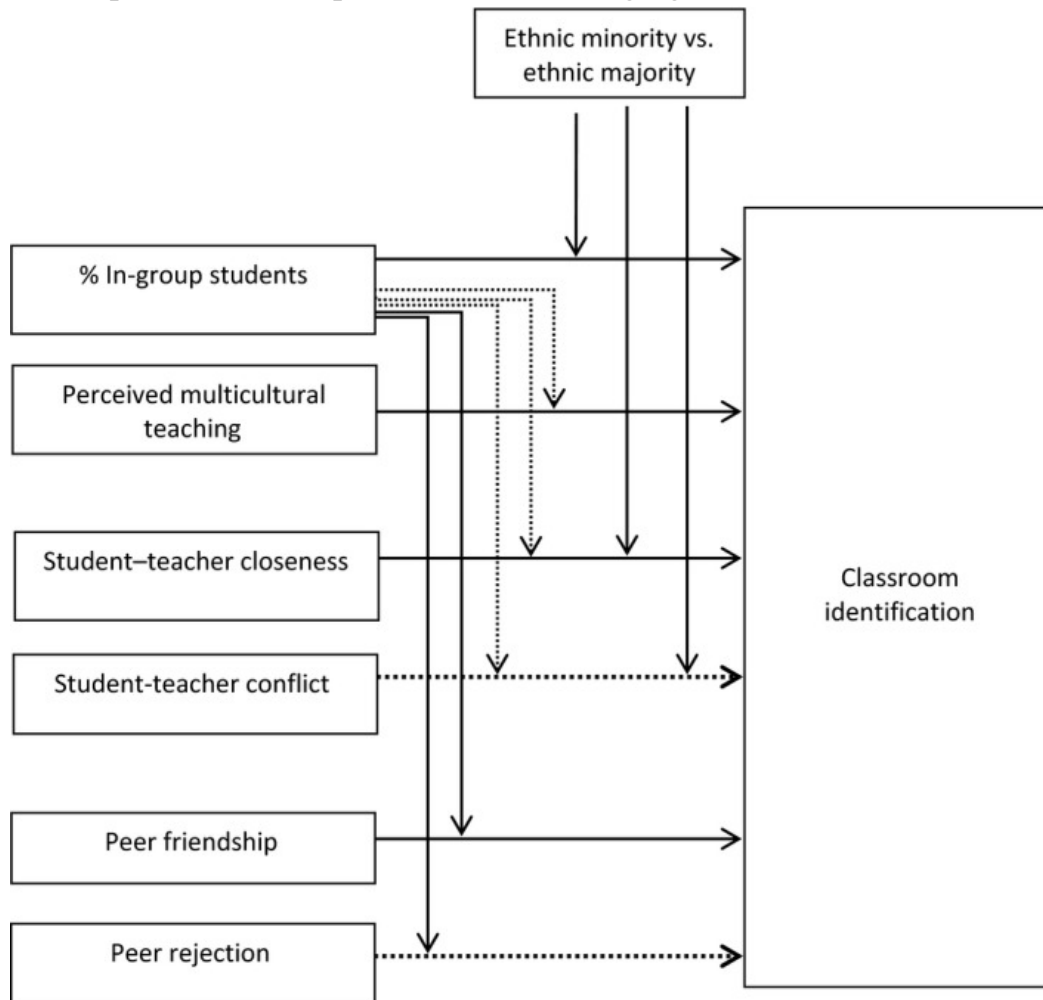 Ethnic minority vs.
ethnic majority
% In-group students
Perceived multicultural
teaching
Student–teacher closeness
Classroom
identification
Student-teacher conflict
Peer friendship
Peer rejection